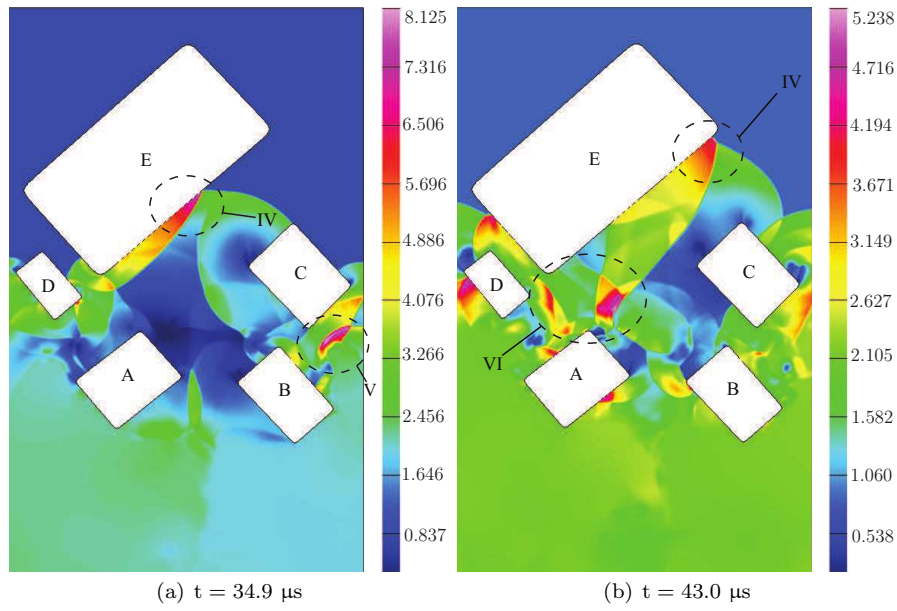 E
IV
D
C
A
B
V
8.125
7.316
6.506
5.696
4.886
4.076
3.266
2.456
1.646
0.837
(a) t = 34.9 μs
IV
E
D
C
VI
A
B
5.238
4.716
4.194
3.671
3.149
2.627
2.105
1.582
1.060
0.538
(b) t = 43.0 μs